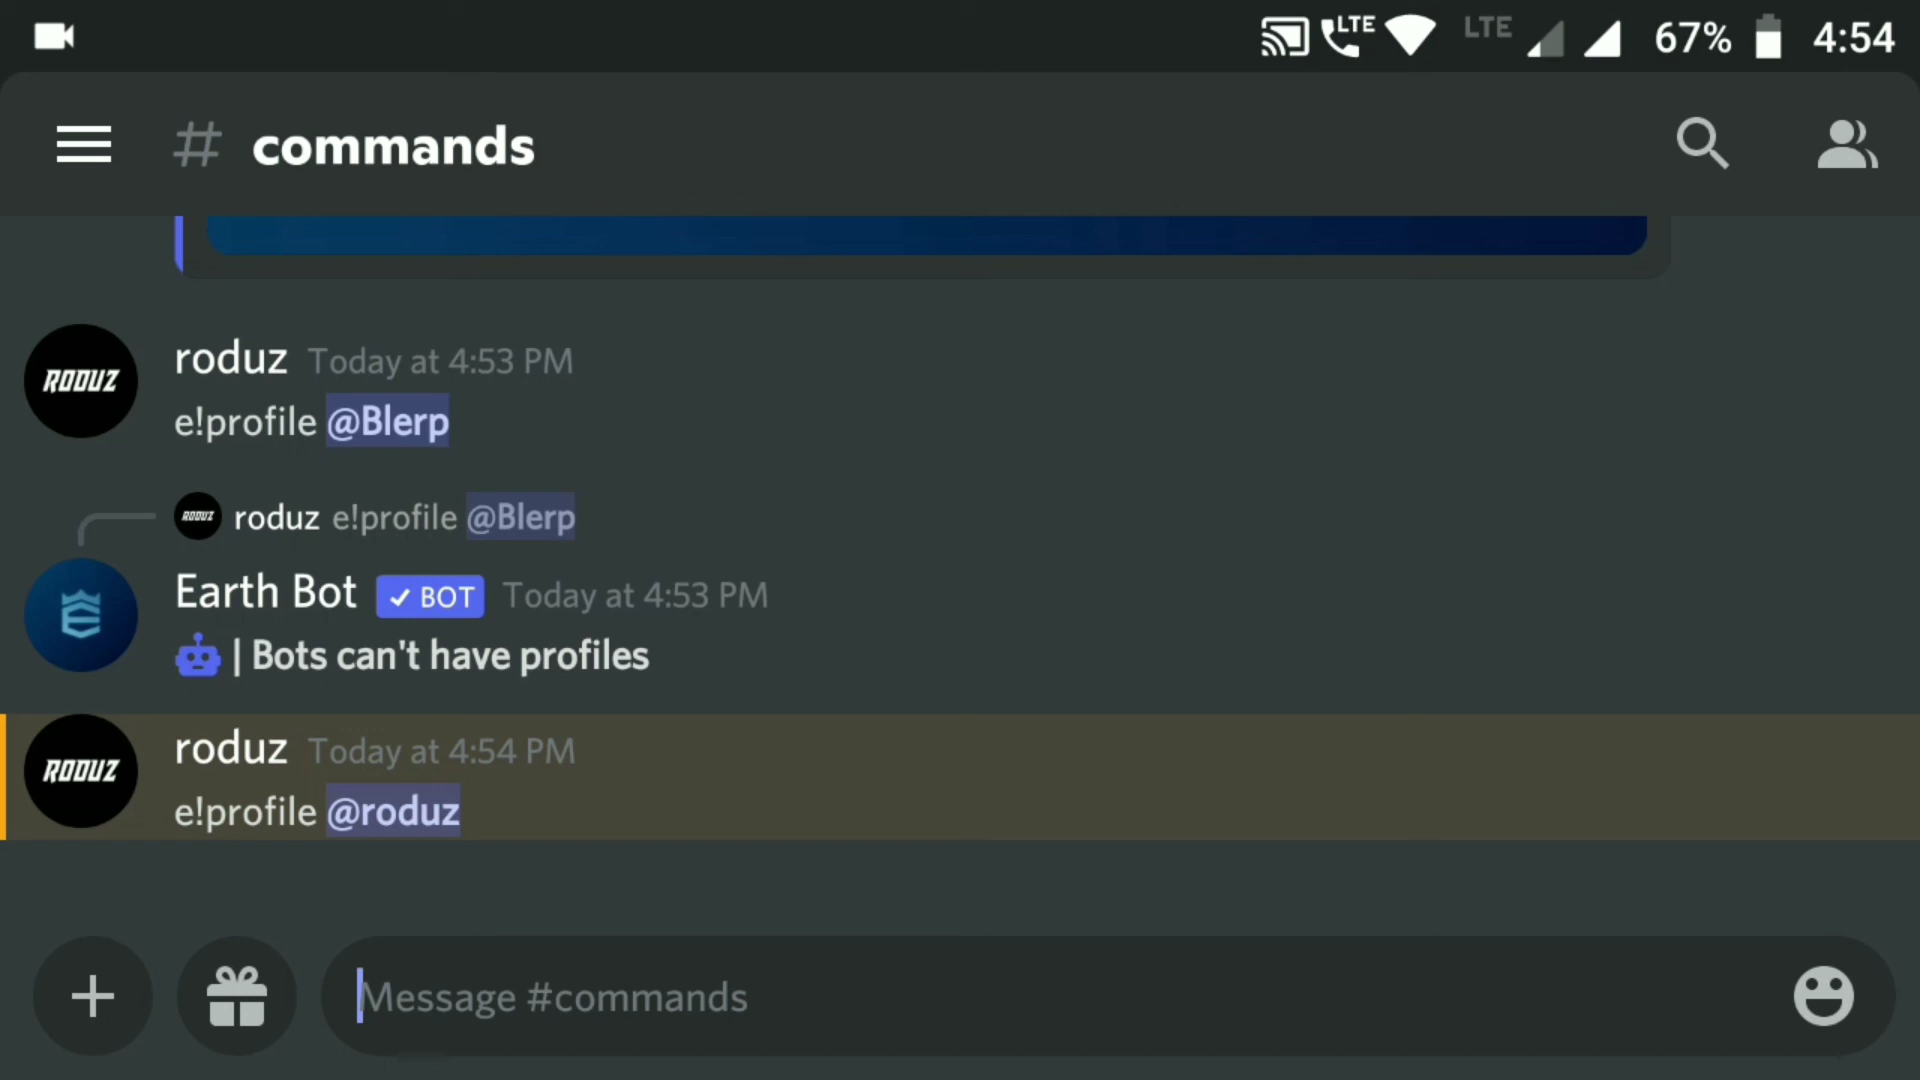 LTE LTE 67% 4:54
# commands
roduz Today at 4:53 PM
RODUZ
e!profile @Blerp
RODUZ roduz e!profile @Blerp
Earth Bot ✓ BOT Today at 4:53 PM
| Bots can't have profiles
roduz Today at 4:54 PM
RODUZ
e!profile @roduz
Message #commands